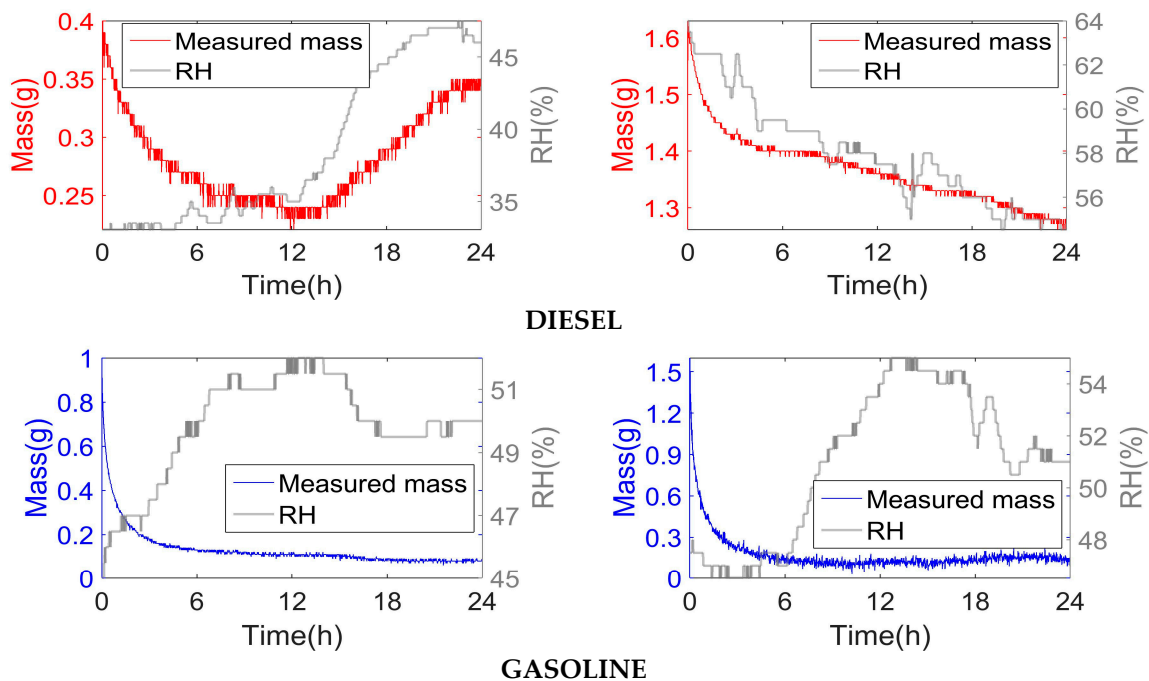 0.4
0.35
0.3
0.25
Mass(g)
Measured mass
RH
45
40
35
RH(%)
0 6 12 18 24
Time(h)
1.6
1.5
1.4
1.3
Mass(g)
Measured mass
RH
64
62
60
58
56
RH(%)
0 6 12 18 24
Time(h)
DIESEL
1
0.8
0.6
0.4
0.2
0
Mass(g)
Measured mass
RH
51
49
47
45
RH(%)
0 6 12 18 24
Time(h)
1.5
1.2
0.9
0.6
0.3
0
Mass(g)
Measured mass
RH
54
52
50
48
RH(%)
0 6 12 18 24
Time(h)
GASOLINE